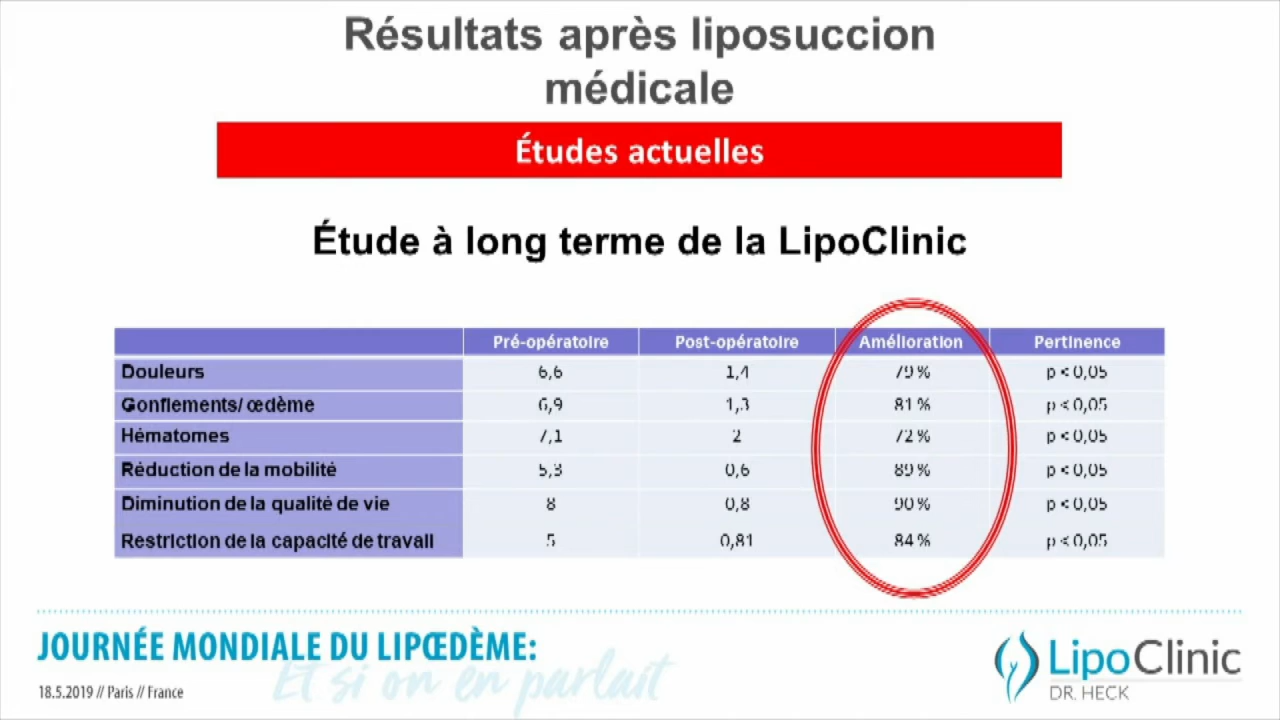 Résultats après liposuccion
médicale
Études actuelles
Étude à long terme de la LipoClinic
Pré-opératoire Post-opératoire Amélioration Pertinence
Douleurs 6,6 1,4 79 % p < 0,05
Gonflements/ œdème 6,9 1,3 81 % p < 0,05
Hématomes 7,1 2 72 % p < 0,05
Réduction de la mobilité 5,3 0,6 89 % p < 0,05
Diminution de la qualité de vie 8 0,8 90 % p < 0,05
Restriction de la capacité de travail 5 0,81 84 % p < 0,05
JOURNÉE MONDIALE DU LIPŒDÈME:
Et si on en parlait
18.5.2019 // Paris // France
LipoClinic
DR. HECK